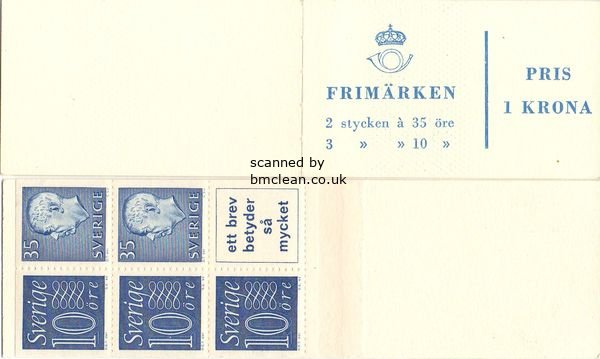 FRIMÄRKEN
2 stycken à 35 öre
3 » » 10 »
PRIS
1 KRONA
scanned by
bmclean.co.uk
35
SVERIGE
35
SVERIGE
ett brev
betyder
så
mycket
Sverige
10
öre
Sverige
10
öre
Sverige
10
öre